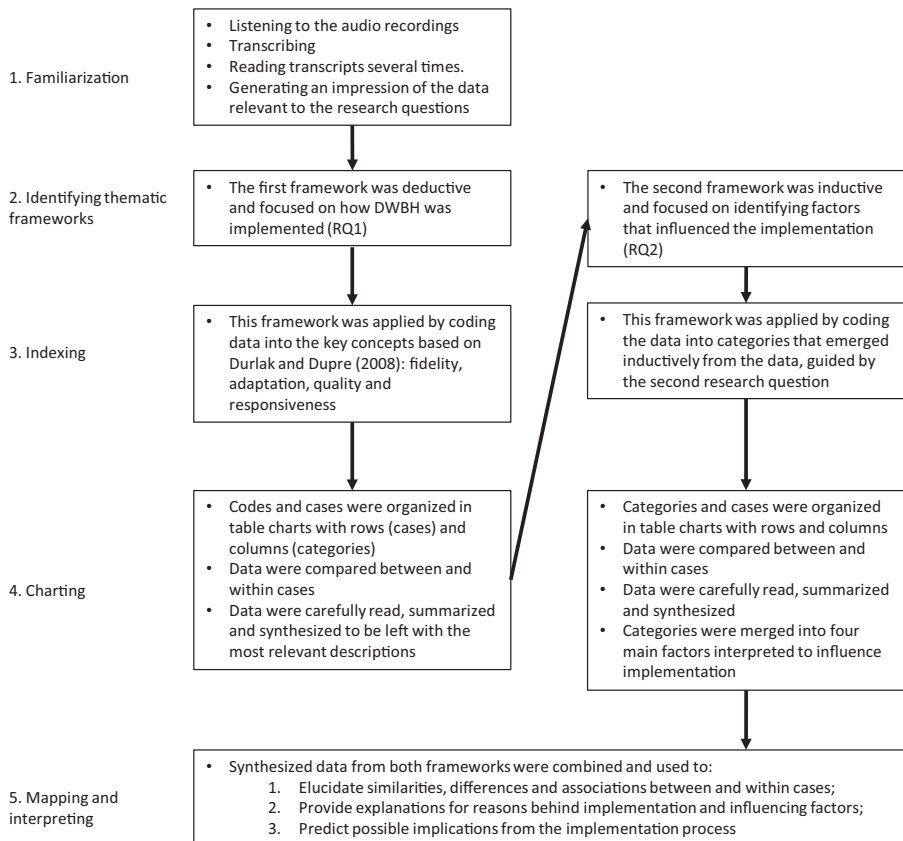 1. Familiarization
• Listening to the audio recordings
• Transcribing
• Reading transcripts several times.
• Generating an impression of the data
relevant to the research questions
2. Identifying thematic
frameworks
• The first framework was deductive
and focused on how DWBH was
implemented (RQ1)
• The second framework was inductive
and focused on identifying factors
that influenced the implementation
(RQ2)
3. Indexing
• This framework was applied by coding
data into the key concepts based on
Durlak and Dupre (2008): fidelity,
adaptation, quality and
responsiveness
• This framework was applied by coding
the data into categories that emerged
inductively from the data, guided by
the second research question
4. Charting
• Codes and cases were organized in
table charts with rows (cases) and
columns (categories)
• Data were compared between and
within cases
• Data were carefully read, summarized
and synthesized to be left with the
most relevant descriptions
• Categories and cases were organized
in table charts with rows and columns
• Data were compared between and
within cases
• Data were carefully read, summarized
and synthesized
• Categories were merged into four
main factors interpreted to influence
implementation
5. Mapping and
interpreting
• Synthesized data from both frameworks were combined and used to:
1. Elucidate similarities, differences and associations between and within cases;
2. Provide explanations for reasons behind implementation and influencing factors;
3. Predict possible implications from the implementation process